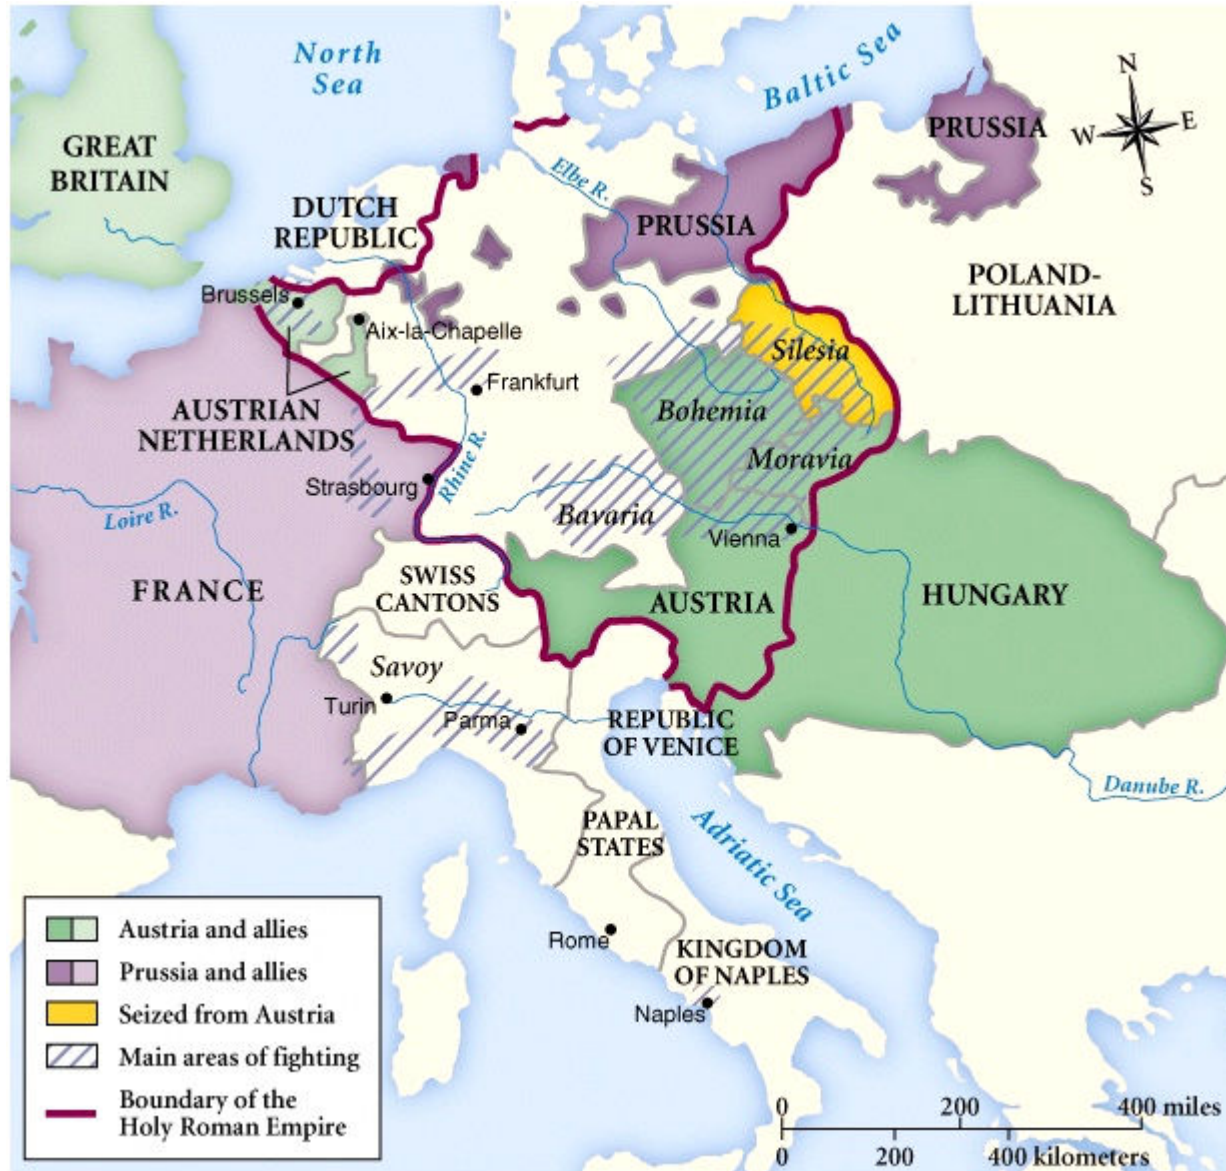 North
Sea
Baltic Sea
N
W
E
S
GREAT
BRITAIN
PRUSSIA
Elbe R.
DUTCH
REPUBLIC
PRUSSIA
POLAND-
LITHUANIA
Brussels
Aix-la-Chapelle
Silesia
Frankfurt
AUSTRIAN
NETHERLANDS
Bohemia
Moravia
Rhine R.
Strasbourg
Loire R.
Bavaria
Vienna
FRANCE
SWISS
CANTONS
AUSTRIA
HUNGARY
Savoy
Turin
Parma
REPUBLIC
OF VENICE
Danube R.
PAPAL
STATES
Adriatic Sea
Rome
KINGDOM
OF NAPLES
Naples
Austria and allies
Prussia and allies
Seized from Austria
Main areas of fighting
Boundary of the
Holy Roman Empire
0 200 400 miles
0 200 400 kilometers